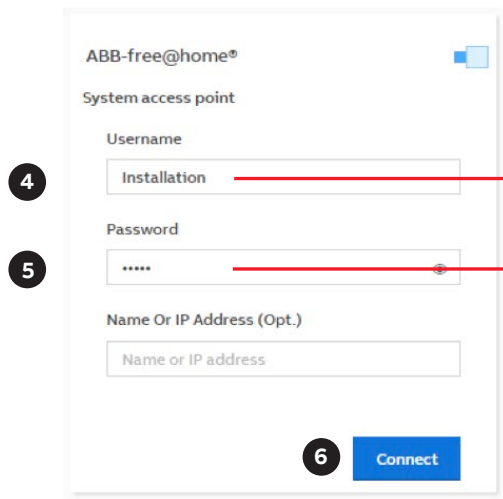 ABB-free@home®
System access point
Username
4 Installation
Password
5 •••••
Name Or IP Address (Opt.)
Name or IP address
6 Connect